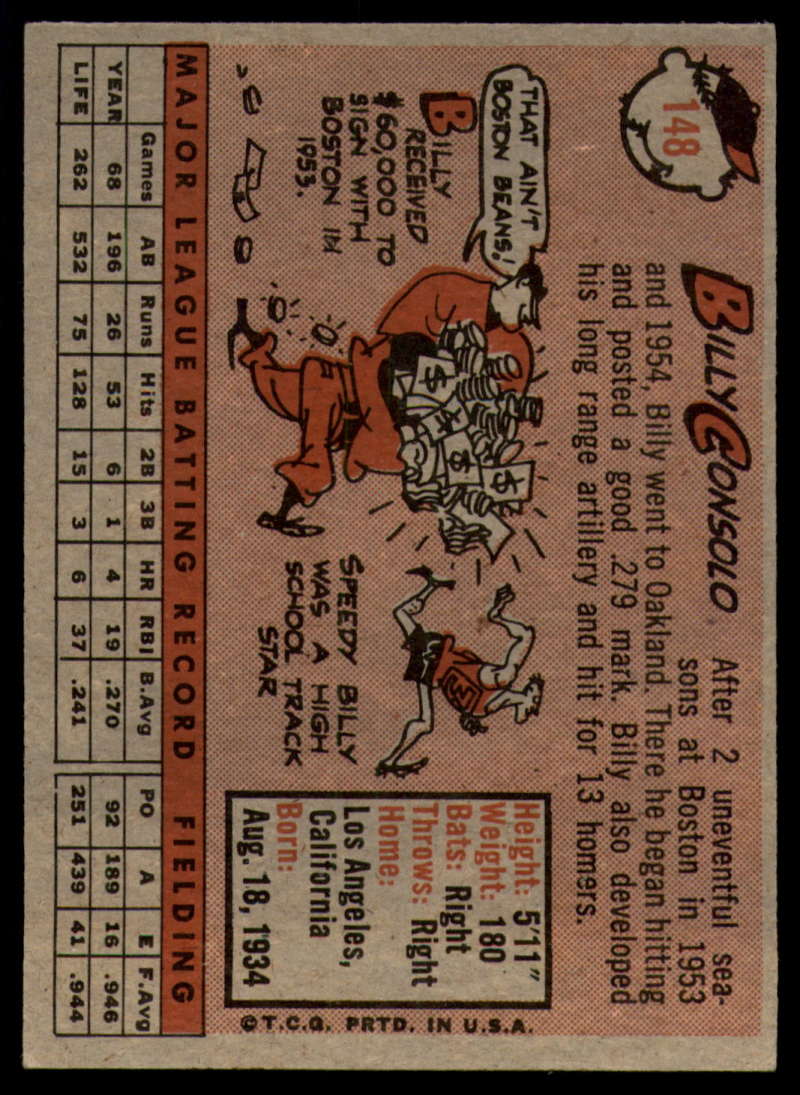 148
BILLY CONSOLO
After 2 uneventful sea-
sons at Boston in 1953
and 1954, Billy went to Oakland. There he began hitting
and posted a good .279 mark. Billy also developed
his long range artillery and hit for 13 homers.
THAT AIN'T
BOSTON BEANS!
BILLY
RECEIVED
$60,000 TO
SIGN WITH
BOSTON IN
1953.
$
$
$
SPEEDY BILLY
WAS A HIGH
SCHOOL TRACK
STAR
Height: 5'11"
Weight: 180
Bats: Right
Throws: Right
Home:
Los Angeles,
California
Born:
Aug. 18, 1934
©T.C.G. PRTD. IN U.S.A.
MAJOR LEAGUE BATTING RECORD FIELDING
Games AB Runs Hits 2B 3B HR RBI B.Avg PO A E F.Avg
YEAR 68 196 26 53 6 1 4 19 .270 92 189 16 .946
LIFE 262 532 75 128 15 3 6 37 .241 251 439 41 .944